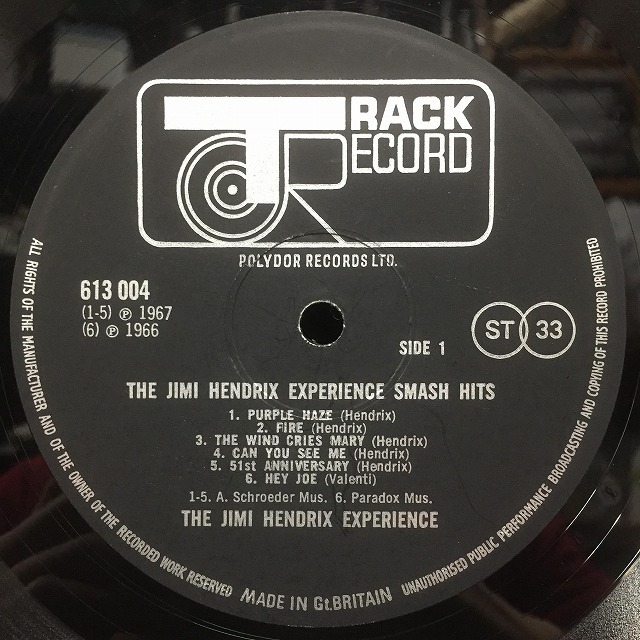 TRACK
RECORD
POLYDOR RECORDS LTD.
613 004
(1-5) ℗ 1967
(6) ℗ 1966
SIDE 1
ST 33
THE JIMI HENDRIX EXPERIENCE SMASH HITS
1. PURPLE HAZE (Hendrix)
2. FIRE (Hendrix)
3. THE WIND CRIES MARY (Hendrix)
4. CAN YOU SEE ME (Hendrix)
5. 51st ANNIVERSARY (Hendrix)
6. HEY JOE (Valenti)
1-5. A. Schroeder Mus. 6. Paradox Mus.
THE JIMI HENDRIX EXPERIENCE
ALL RIGHTS OF THE MANUFACTURER AND OF THE OWNER OF THE RECORDED WORK RESERVED
MADE IN Gt.BRITAIN
UNAUTHORISED PUBLIC PERFORMANCE BROADCASTING AND COPYING OF THIS RECORD PROHIBITED